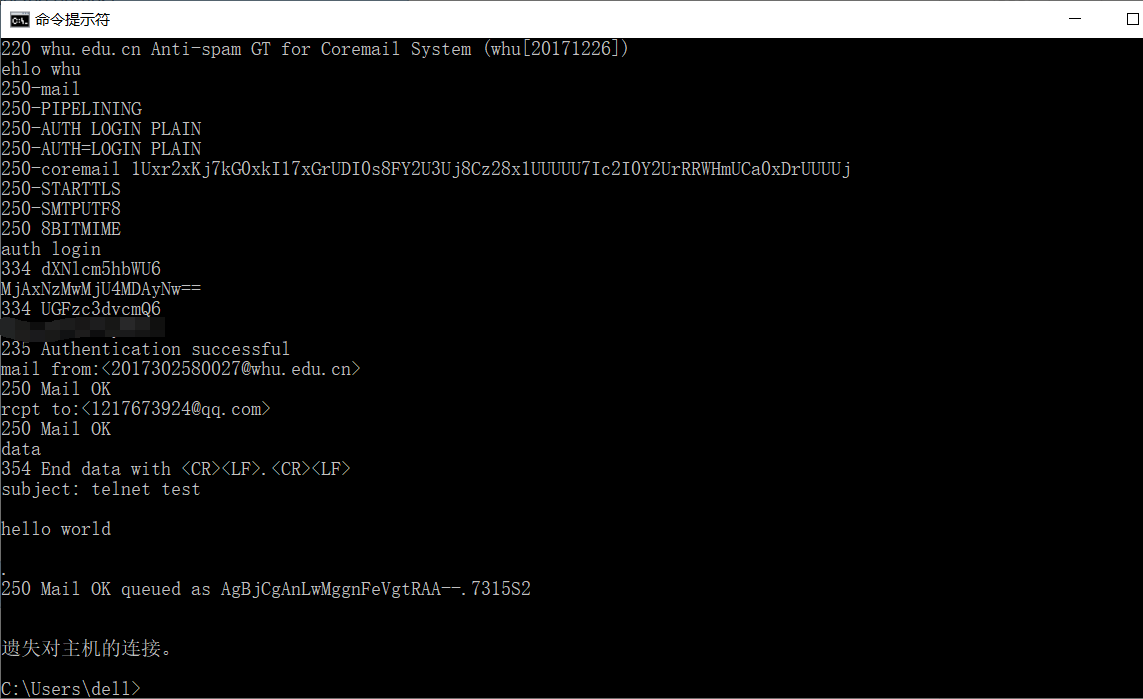 命令提示符
220 whu.edu.cn Anti-spam GT for Coremail System (whu[20171226])
ehlo whu
250-mail
250-PIPELINING
250-AUTH LOGIN PLAIN
250-AUTH=LOGIN PLAIN
250-coremail 1Uxr2xKj7kG0xkI17xGrUDI0s8FY2U3Uj8Cz28x1UUUUU7Ic2I0Y2UrRRWHmUCa0xDrUUUUj
250-STARTTLS
250-SMTPUTF8
250 8BITMIME
auth login
334 dXNlcm5hbWU6
MjAxNzMwMjU4MDAyNw==
334 UGFzc3dvcmQ6
235 Authentication successful
mail from:<2017302580027@whu.edu.cn>
250 Mail OK
rcpt to:<1217673924@qq.com>
250 Mail OK
data
354 End data with <CR><LF>.<CR><LF>
subject: telnet test
hello world
.
250 Mail OK queued as AgBjCgAnLwMggnFeVgtRAA--.7315S2
遗失对主机的连接。
C:\Users\dell>